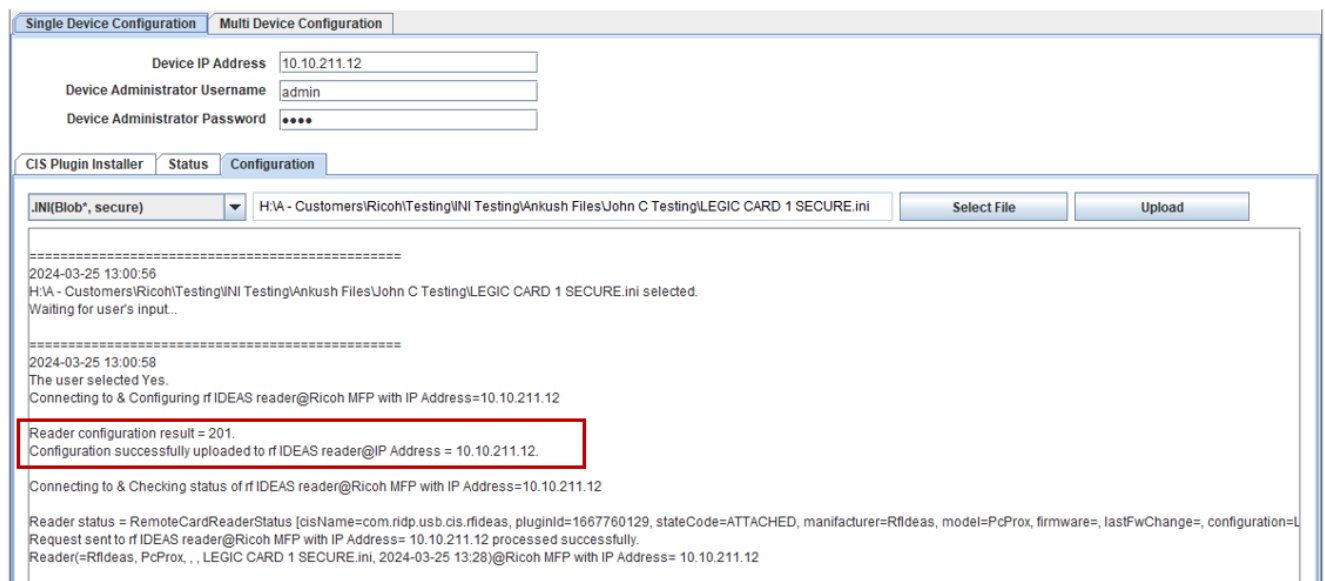 Single Device Configuration Multi Device Configuration
Device IP Address 10.10.211.12
Device Administrator Username admin
Device Administrator Password ••••
CIS Plugin Installer Status Configuration
.INI(Blob*, secure) H:\A - Customers\Ricoh\Testing\INI Testing\Ankush Files\John C Testing\LEGIC CARD 1 SECURE.ini Select File Upload
================================================
2024-03-25 13:00:56
H:\A - Customers\Ricoh\Testing\INI Testing\Ankush Files\John C Testing\LEGIC CARD 1 SECURE.ini selected.
Waiting for user's input...
================================================
2024-03-25 13:00:58
The user selected Yes.
Connecting to & Configuring rf IDEAS reader@Ricoh MFP with IP Address=10.10.211.12
Reader configuration result = 201.
Configuration successfully uploaded to rf IDEAS reader@IP Address = 10.10.211.12.
Connecting to & Checking status of rf IDEAS reader@Ricoh MFP with IP Address=10.10.211.12
Reader status = RemoteCardReaderStatus [cisName=com.ridp.usb.cis.rfideas, pluginId=1667760129, stateCode=ATTACHED, manifacturer=RfIdeas, model=PcProx, firmware=, lastFwChange=, configuration=L
Request sent to rf IDEAS reader@Ricoh MFP with IP Address= 10.10.211.12 processed successfully.
Reader(=RfIdeas, PcProx, , , LEGIC CARD 1 SECURE.ini, 2024-03-25 13:28)@Ricoh MFP with IP Address= 10.10.211.12